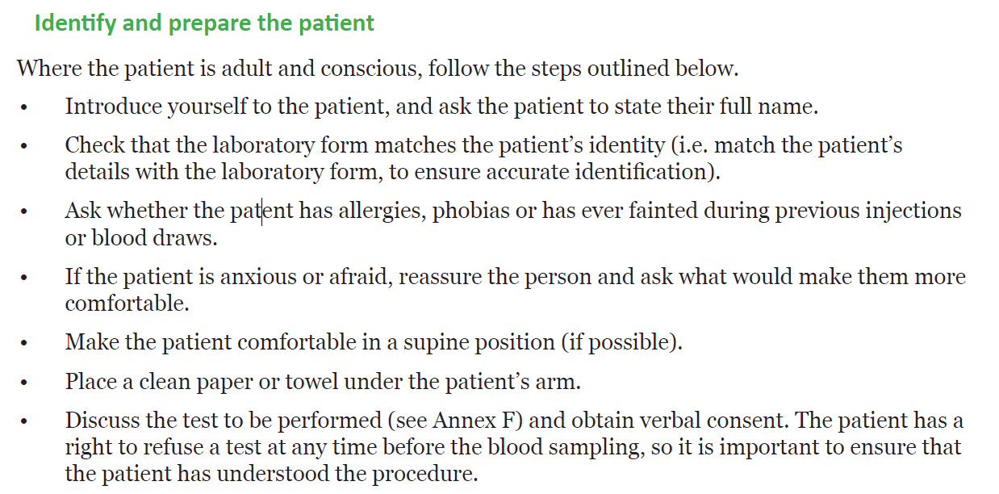 Identify and prepare the patient
Where the patient is adult and conscious, follow the steps outlined below.
• Introduce yourself to the patient, and ask the patient to state their full name.
• Check that the laboratory form matches the patient’s identity (i.e. match the patient’s
details with the laboratory form, to ensure accurate identification).
• Ask whether the patent has allergies, phobias or has ever fainted during previous injections
or blood draws.
• If the patient is anxious or afraid, reassure the person and ask what would make them more
comfortable.
• Make the patient comfortable in a supine position (if possible).
• Place a clean paper or towel under the patient’s arm.
• Discuss the test to be performed (see Annex F) and obtain verbal consent. The patient has a
right to refuse a test at any time before the blood sampling, so it is important to ensure that
the patient has understood the procedure.